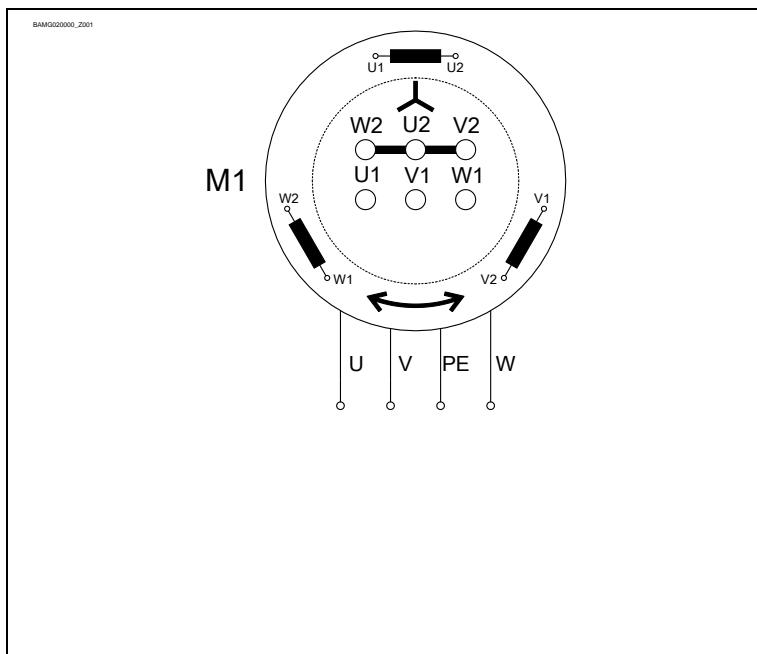 BAMG020000_Z001
U1 U2
W2 U2 V2
U1 V1 W1
M1
W2 V1
W1 V2
U V PE W